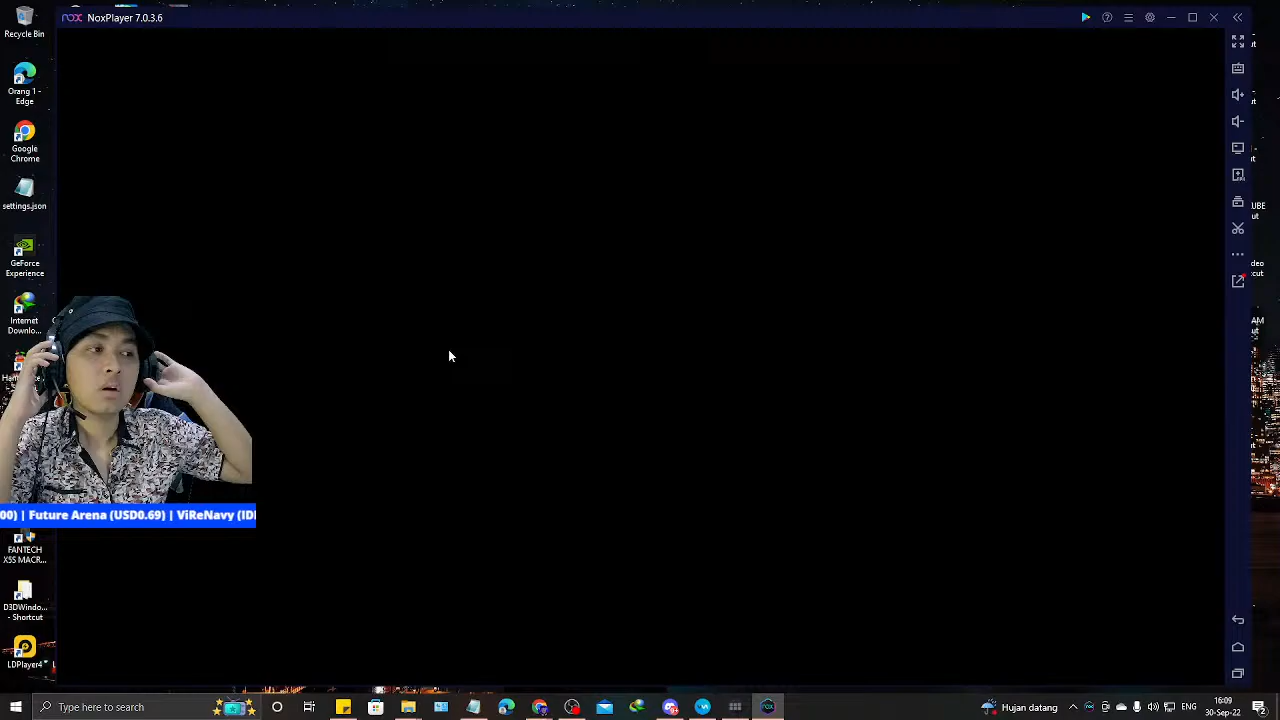 NoxPlayer 7.0.3.6
Recycle Bin
Orang 1 -
Edge
Google
Chrome
settings.json
GeForce
Experience
Internet
Downlo...
00) | Future Arena (USD0.69) | ViReNavy (ID
FANTECH
X5S MACR...
D3DWindo...
- Shortcut
LDPlayer4
Type here to search
Hujan datang
ENG
16:09
30-Sep-22